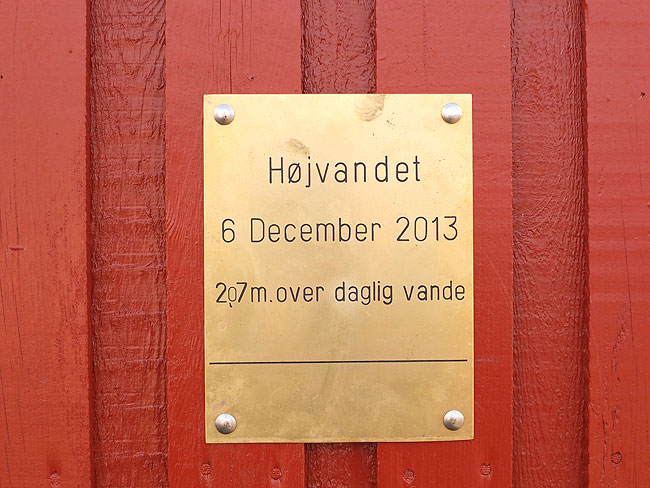 Højvandet
6 December 2013
2,07m.over daglig vande